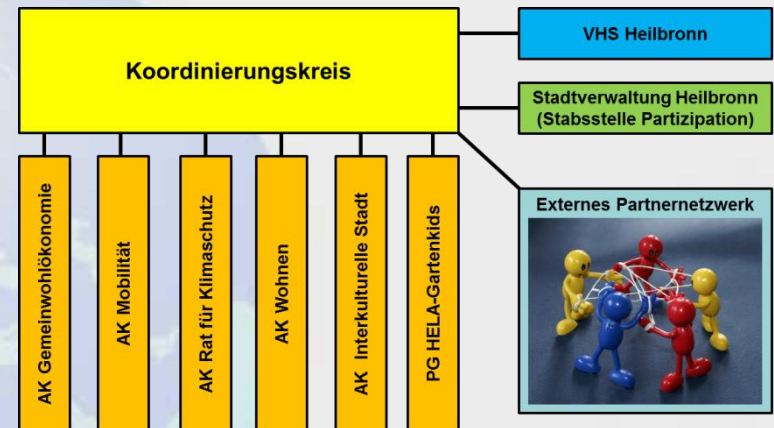 Koordinierungskreis
VHS Heilbronn
Stadtverwaltung Heilbronn
(Stabsstelle Partizipation)
Externes Partnernetzwerk
AK Gemeinwohlökonomie
AK Mobilität
AK Rat für Klimaschutz
AK Wohnen
AK Interkulturelle Stadt
PG HELA-Gartenkids